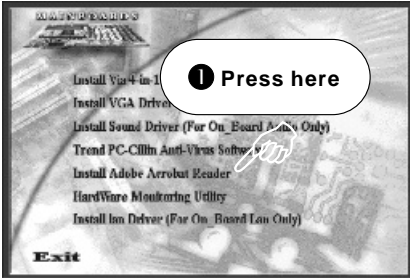 MAINBOARDS
Install Via 4-in-1
❶ Press here
Install VGA Driver
Install Sound Driver (For On_Board Audio Only)
Trend PC-Cillin Anti-Virus Software
Install Adobe Acrobat Reader
HardWare Monitoring Utility
Install lan Driver (For On_Board Lan Only)
Exit